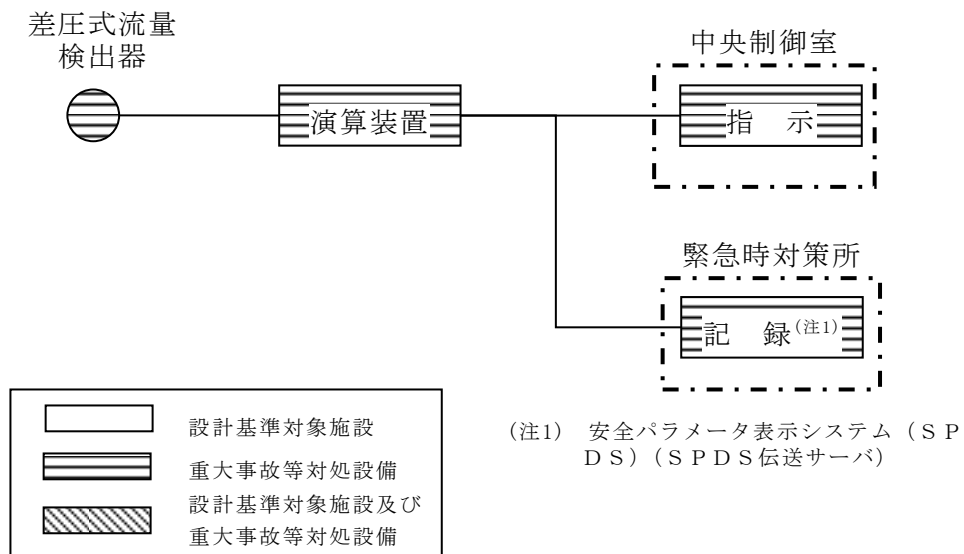 差圧式流量
検出器
演算装置
中央制御室
指　示
緊急時対策所
記　録(注1)
設計基準対象施設
重大事故等対処設備
設計基準対象施設及び
重大事故等対処設備
(注1)　安全パラメータ表示システム（ＳＰ
ＤＳ）（ＳＰＤＳ伝送サーバ）